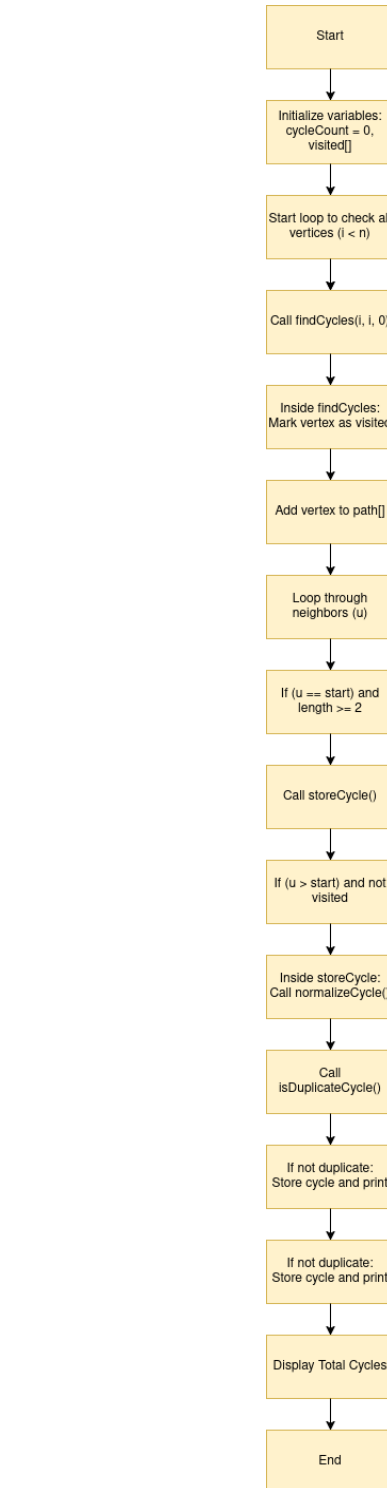 Start
Initialize variables:
cycleCount = 0,
visited[]
Start loop to check all
vertices (i < n)
Call findCycles(i, i, 0)
Inside findCycles:
Mark vertex as visited
Add vertex to path[]
Loop through
neighbors (u)
If (u == start) and
length >= 2
Call storeCycle()
If (u > start) and not
visited
Inside storeCycle:
Call normalizeCycle()
Call
isDuplicateCycle()
If not duplicate:
Store cycle and print
If not duplicate:
Store cycle and print
Display Total Cycles
End